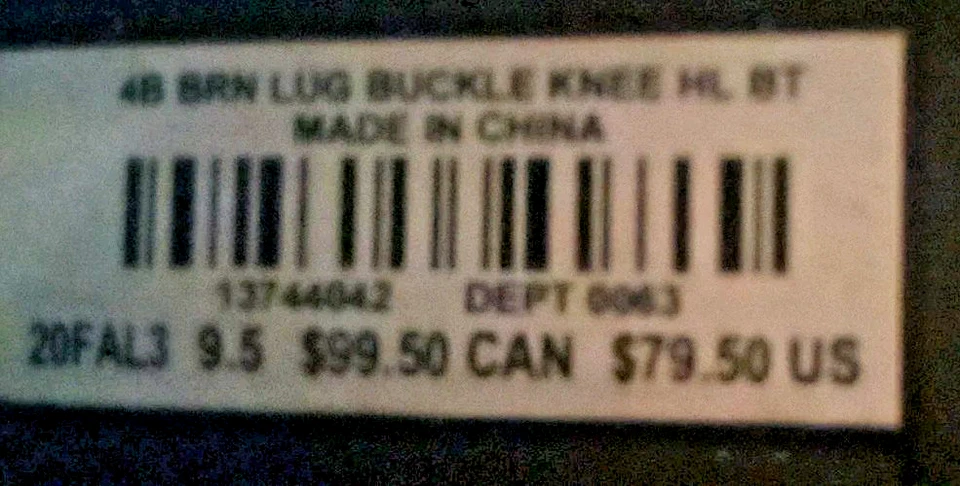 4B BRN LUG BUCKLE KNEE HL BT
MADE IN CHINA
13744042 DEPT 0063
20FAL3 9.5 $99.50 CAN $79.50 US